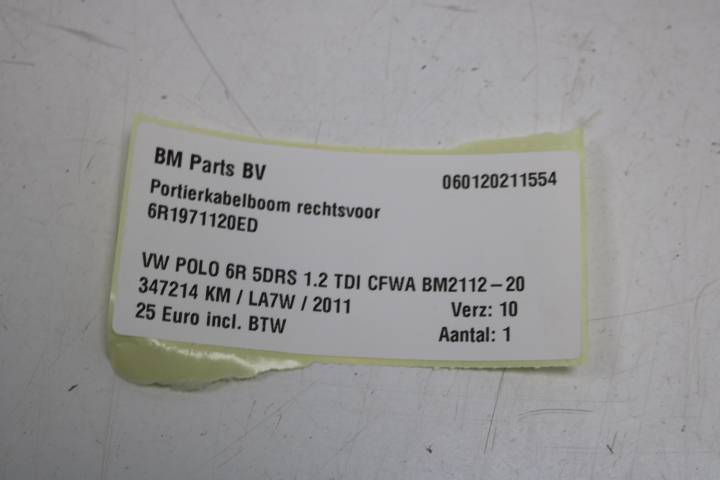 BM Parts BV 060120211554
Portierkabelboom rechtsvoor
6R1971120ED
VW POLO 6R 5DRS 1.2 TDI CFWA BM2112-20
347214 KM / LA7W / 2011 Verz: 10
25 Euro incl. BTW Aantal: 1